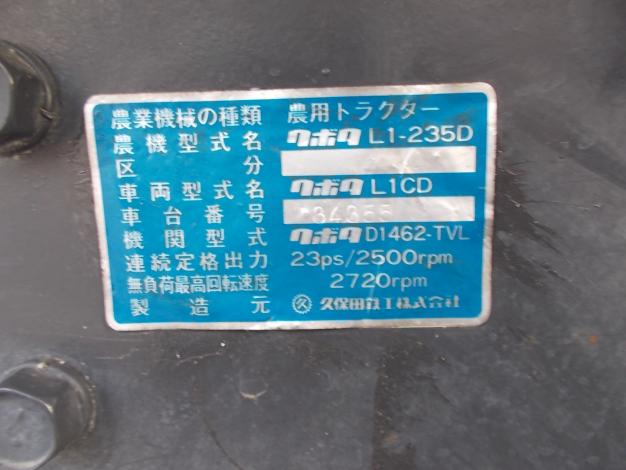 農業機械の種類 農用トラクター
農機型式名 クボタ L1-235D
区分
車両型式名 クボタ L1CD
車台番号 34355
機関型式 クボタ D1462-TVL
連続定格出力 23ps/2500rpm
無負荷最高回転速度 2720rpm
製造元 久保田鉄工株式会社